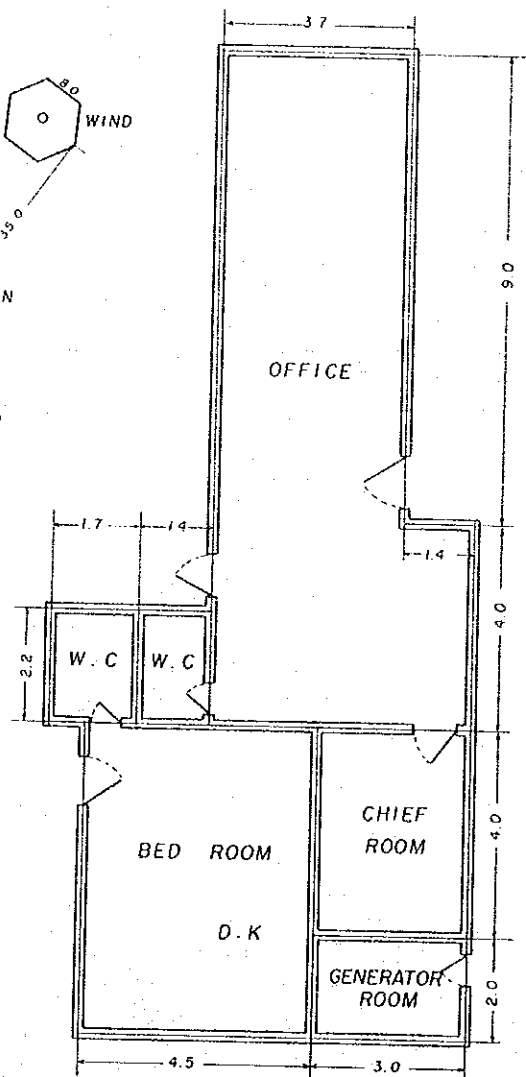 3.7
80
WIND
350
N
9.0
OFFICE
1.7
1.4
1.4
4.0
2.2
W.C
W.C
CHIEF
ROOM
4.0
BED ROOM
D.K
GENERATOR
ROOM
2.0
4.5
3.0